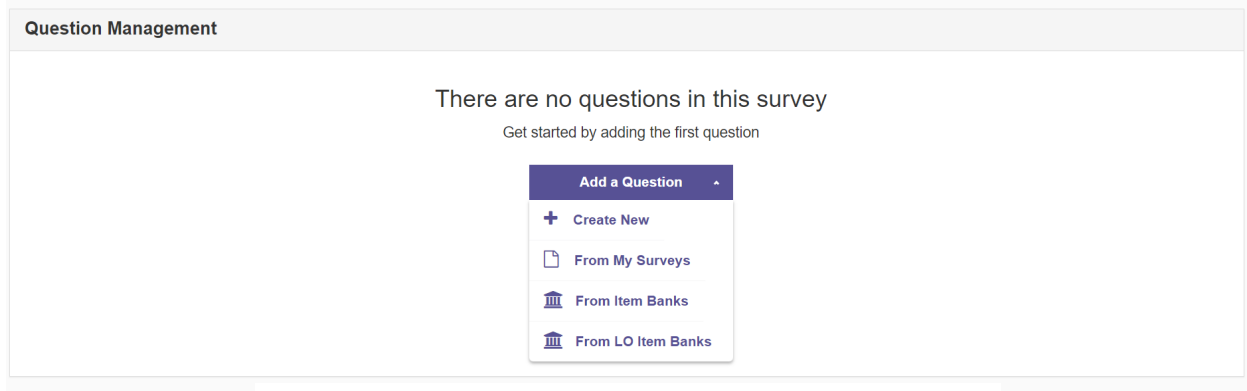 Question Management
There are no questions in this survey
Get started by adding the first question
Add a Question
Create New
From My Surveys
From Item Banks
From LO Item Banks